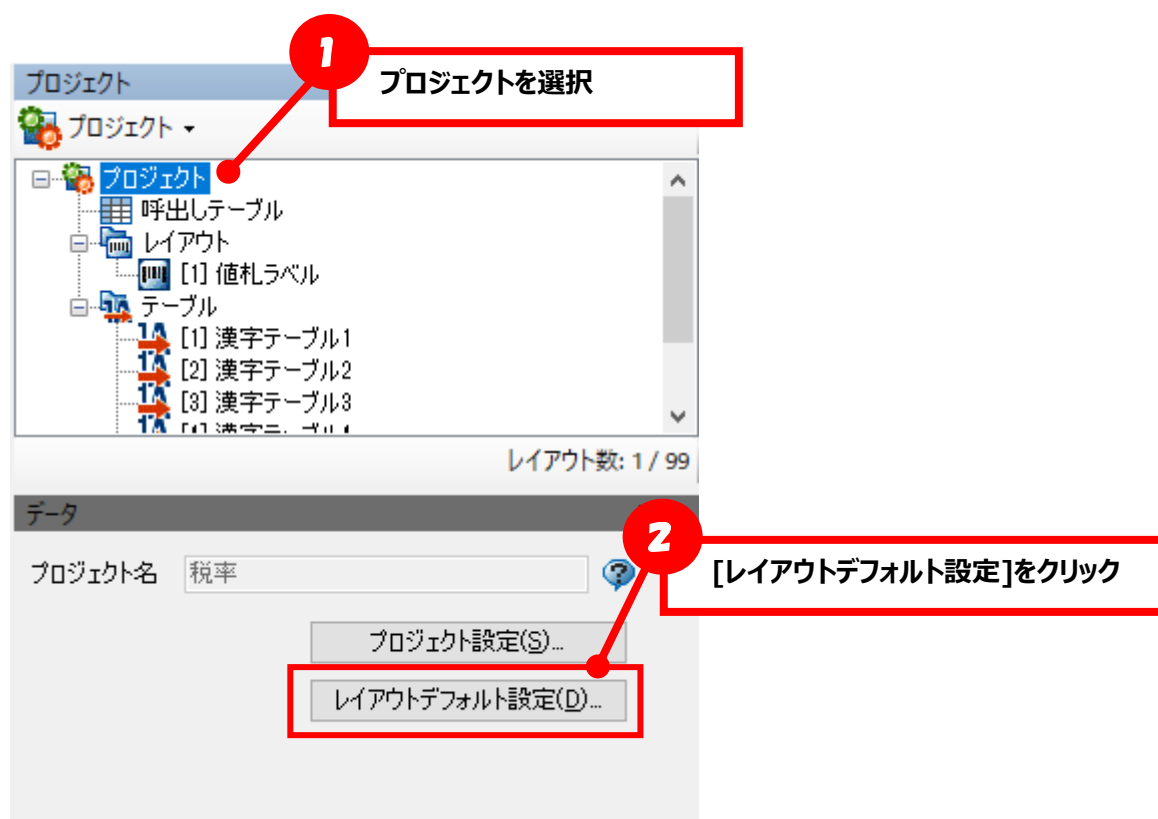 1
プロジェクトを選択
プロジェクト
プロジェクト
プロジェクト
呼出しテーブル
レイアウト
[1] 値札ラベル
テーブル
[1] 漢字テーブル1
[2] 漢字テーブル2
[3] 漢字テーブル3
レイアウト数: 1 / 99
データ
2
プロジェクト名 税率
[レイアウトデフォルト設定]をクリック
プロジェクト設定(S)...
レイアウトデフォルト設定(D)...